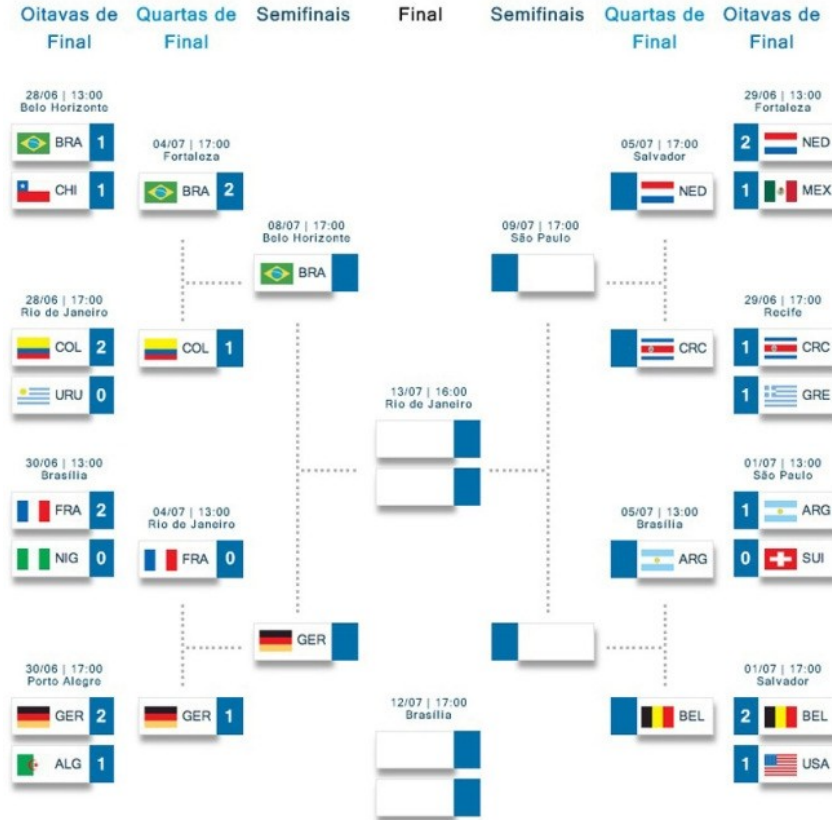 Oitavas de
Final
Quartas de
Final
Semifinais
Final
Semifinais
Quartas de
Final
Oitavas de
Final
28/06 | 13:00
Belo Horizonte
BRA 1
CHI 1
28/06 | 17:00
Rio de Janeiro
COL 2
URU 0
30/06 | 13:00
Brasília
FRA 2
NIG 0
30/06 | 17:00
Porto Alegre
GER 2
ALG 1
04/07 | 17:00
Fortaleza
BRA 2
COL 1
04/07 | 13:00
Rio de Janeiro
FRA 0
GER 1
08/07 | 17:00
Belo Horizonte
BRA
GER
13/07 | 16:00
Rio de Janeiro
12/07 | 17:00
Brasília
09/07 | 17:00
São Paulo
05/07 | 17:00
Salvador
NED
CRC
05/07 | 13:00
Brasília
ARG
BEL
29/06 | 13:00
Fortaleza
2 NED
1 MEX
29/06 | 17:00
Recife
1 CRC
1 GRE
01/07 | 13:00
São Paulo
1 ARG
0 SUI
01/07 | 17:00
Salvador
2 BEL
1 USA